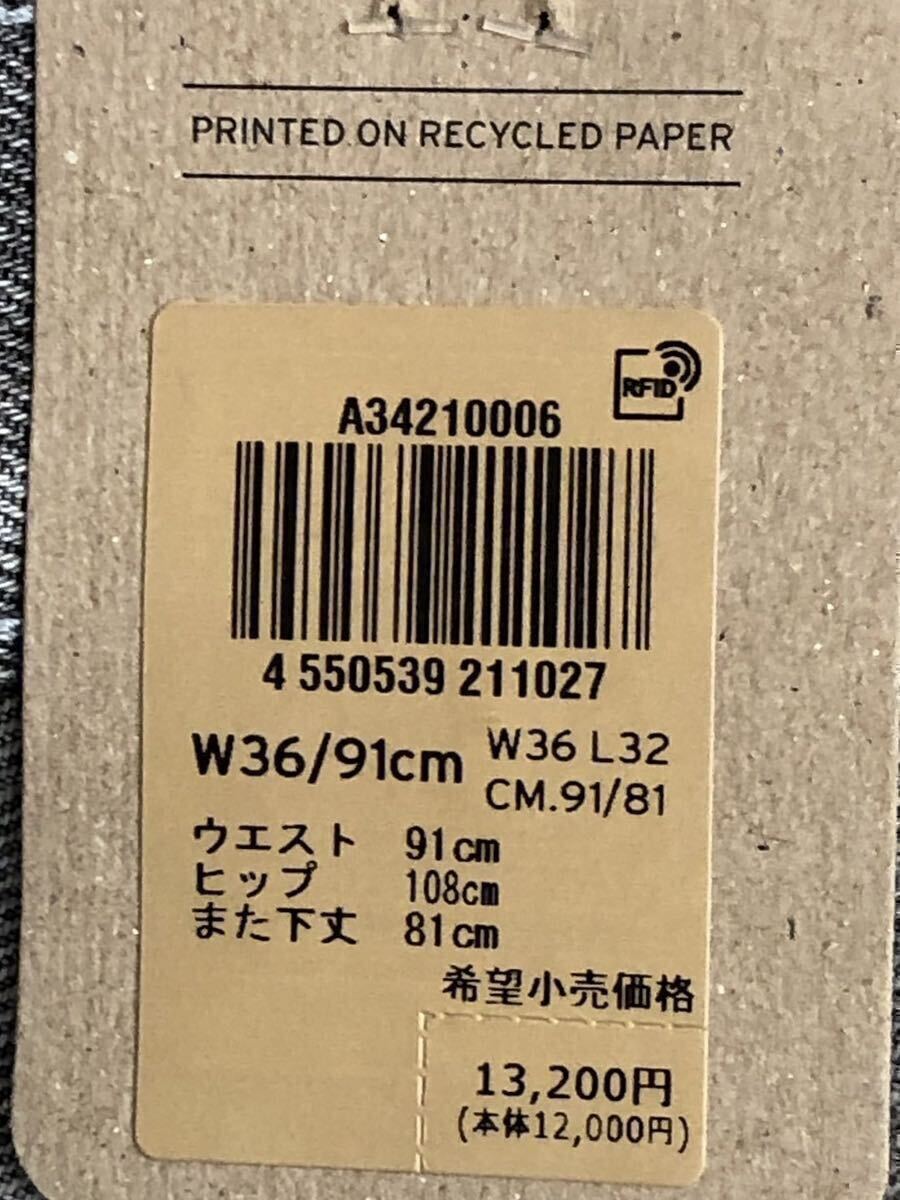 PRINTED ON RECYCLED PAPER
RFID
A34210006
4 550539 211027
W36/91cm
W36 L32
CM.91/81
ウエスト 91cm
ヒップ 108cm
また下丈 81cm
希望小売価格
13,200円
(本体12,000円)